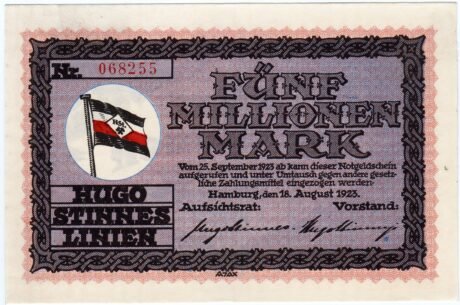 Nr. 068255
FÜNF
MILLIONEN
MARK
Vom 25. September 1923 ab kann dieser Notgeldschein
aufgerufen und unter Umtausch gegen andere gesetz-
liche Zahlungsmittel eingezogen werden.
Hamburg, den 18. August 1923.
Aufsichtsrat: Vorstand:
HUGO
STINNES
LINIEN